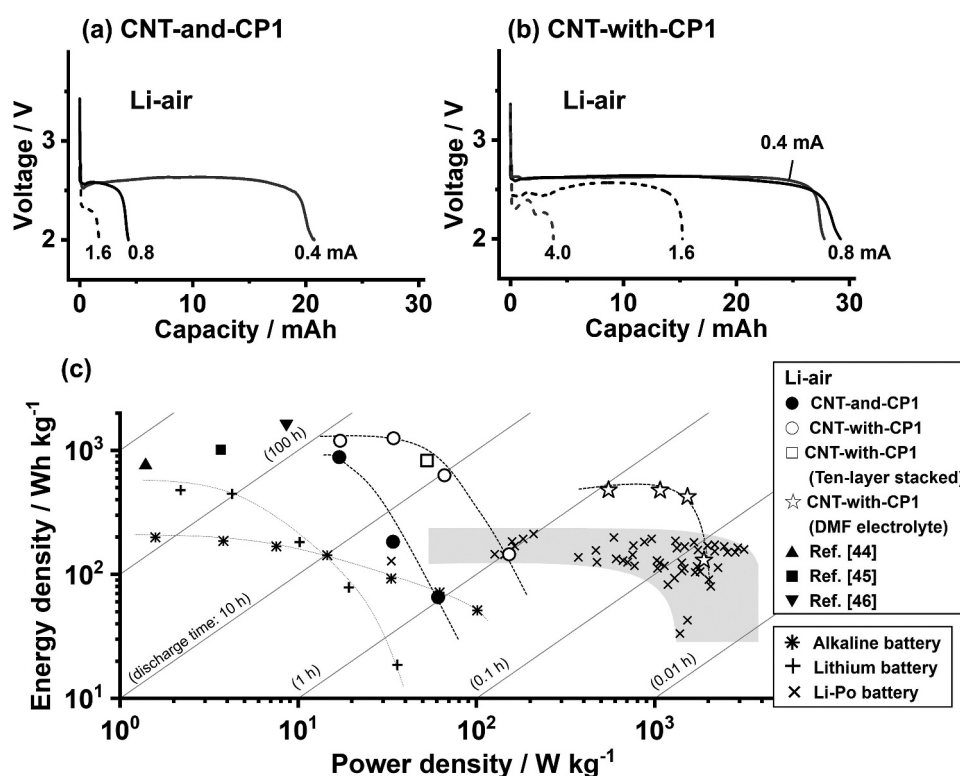 (a) CNT-and-CP1
(b) CNT-with-CP1
Voltage / V
3
2
Li-air
1.6
0.8
0.4 mA
0
10
20
30
Capacity / mAh
Voltage / V
3
2
Li-air
0.4 mA
4.0
1.6
0.8 mA
0
10
20
30
Capacity / mAh
(c)
Energy density / Wh kg-1
10³
10²
10¹
(100 h)
(discharge time: 10 h)
(1 h)
(0.1 h)
(0.01 h)
10⁰
10¹
10²
10³
Power density / W kg-1
Li-air
CNT-and-CP1
CNT-with-CP1
CNT-with-CP1
(Ten-layer stacked)
CNT-with-CP1
(DMF electrolyte)
Ref. [44]
Ref. [45]
Ref. [46]
Alkaline battery
Lithium battery
Li-Po battery